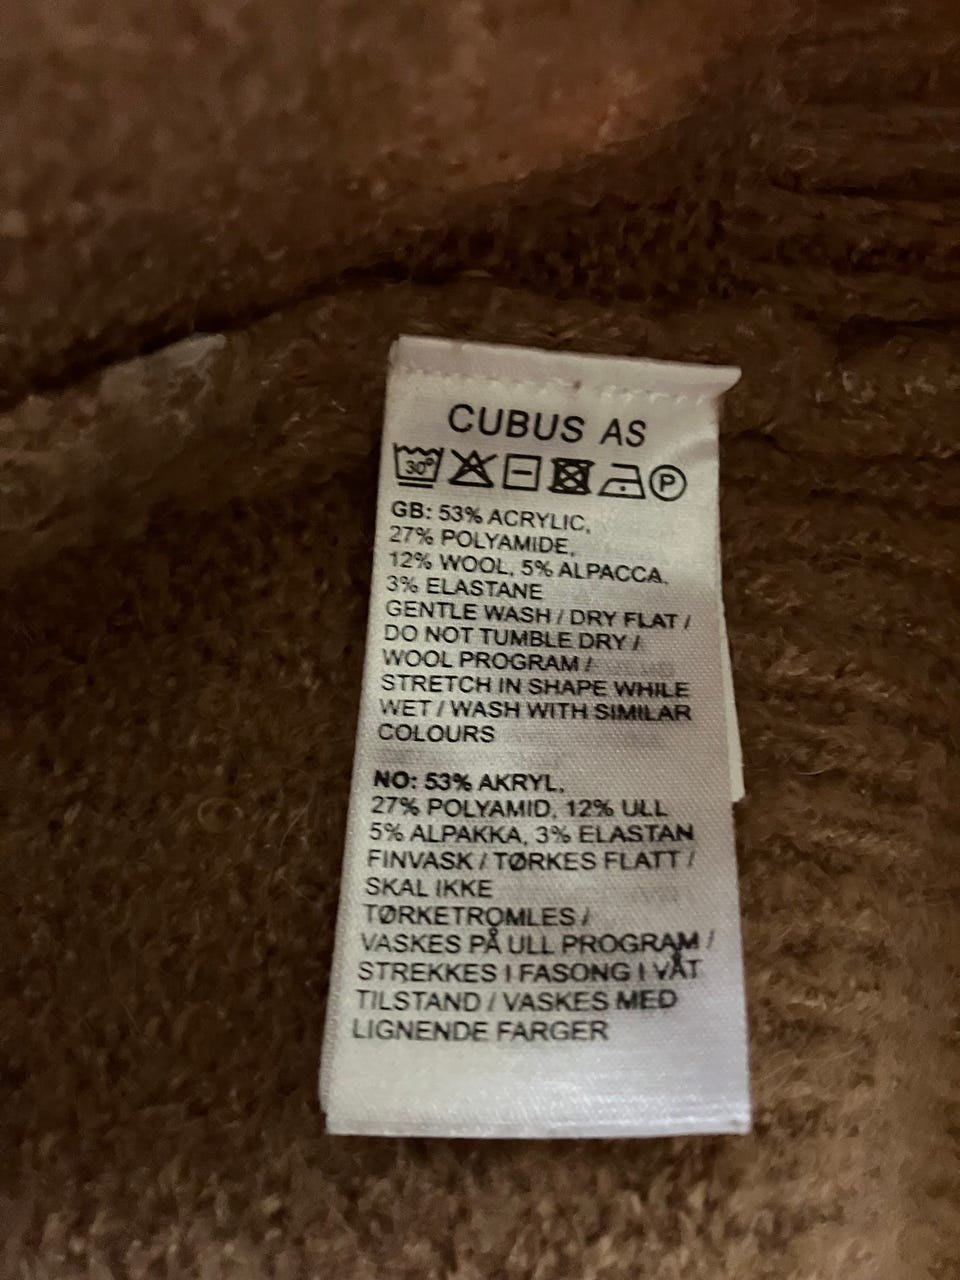 CUBUS AS
30° P
GB: 53% ACRYLIC,
27% POLYAMIDE,
12% WOOL, 5% ALPACCA,
3% ELASTANE
GENTLE WASH / DRY FLAT /
DO NOT TUMBLE DRY /
WOOL PROGRAM /
STRETCH IN SHAPE WHILE
WET / WASH WITH SIMILAR
COLOURS
NO: 53% AKRYL,
27% POLYAMID, 12% ULL
5% ALPAKKA, 3% ELASTAN
FINVASK / TØRKES FLATT /
SKAL IKKE
TØRKETROMLES /
VASKES PÅ ULL PROGRAM /
STREKKES I FASONG I VÅT
TILSTAND / VASKES MED
LIGNENDE FARGER